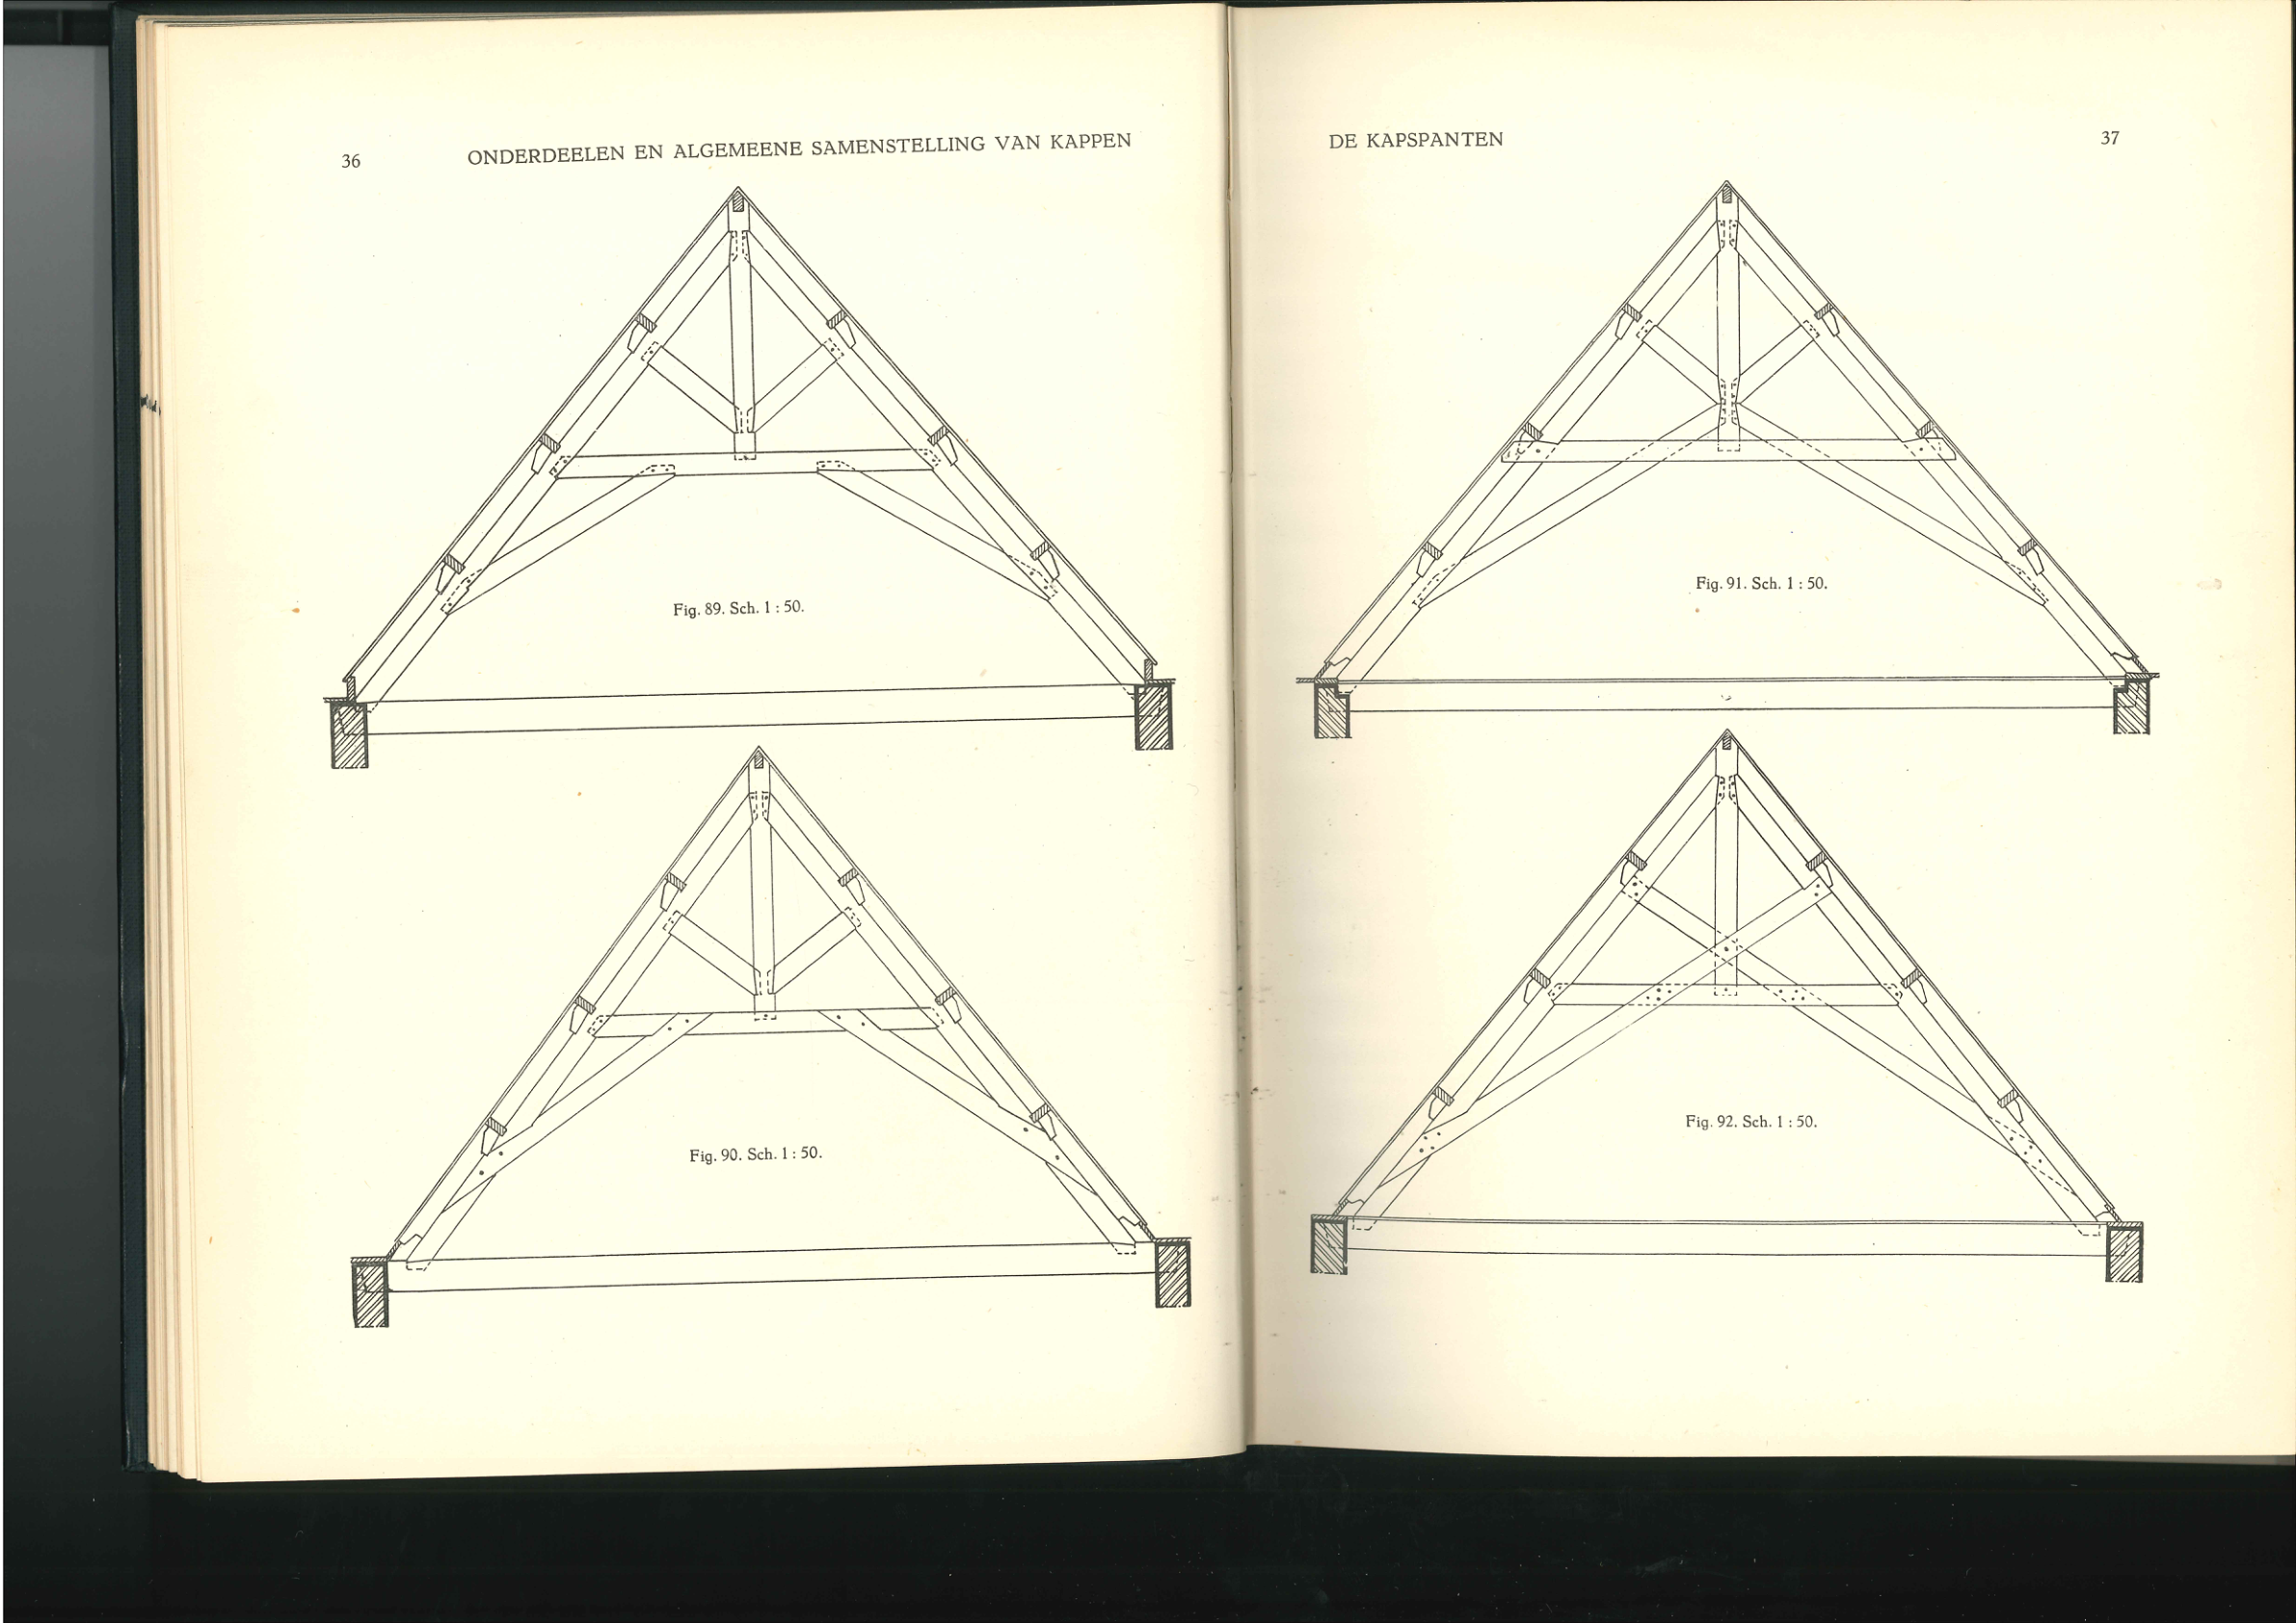 36
ONDERDEELEN EN ALGEMEENE SAMENSTELLING VAN KAPPEN
Fig. 89. Sch. 1 : 50.
Fig. 90. Sch. 1 : 50.
DE KAPSPANTEN
37
Fig. 91. Sch. 1 : 50.
Fig. 92. Sch. 1 : 50.